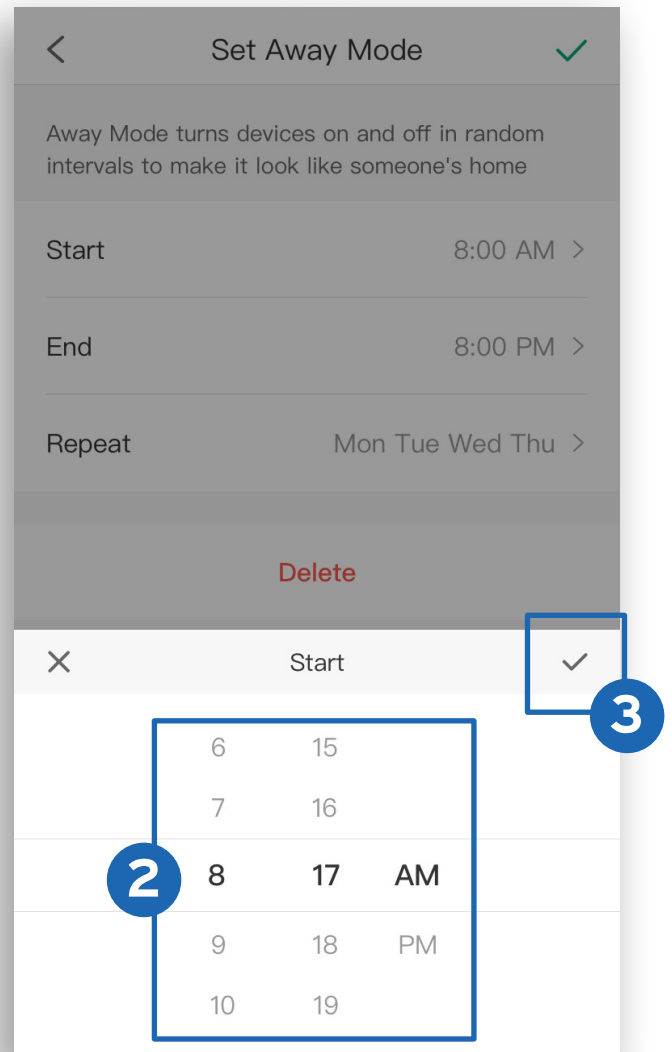 Set Away Mode
Away Mode turns devices on and off in random
intervals to make it look like someone's home
Start 8:00 AM
End 8:00 PM
Repeat Mon Tue Wed Thu
Delete
Start
3
6 15
7 16
2 8 17 AM
9 18 PM
10 19